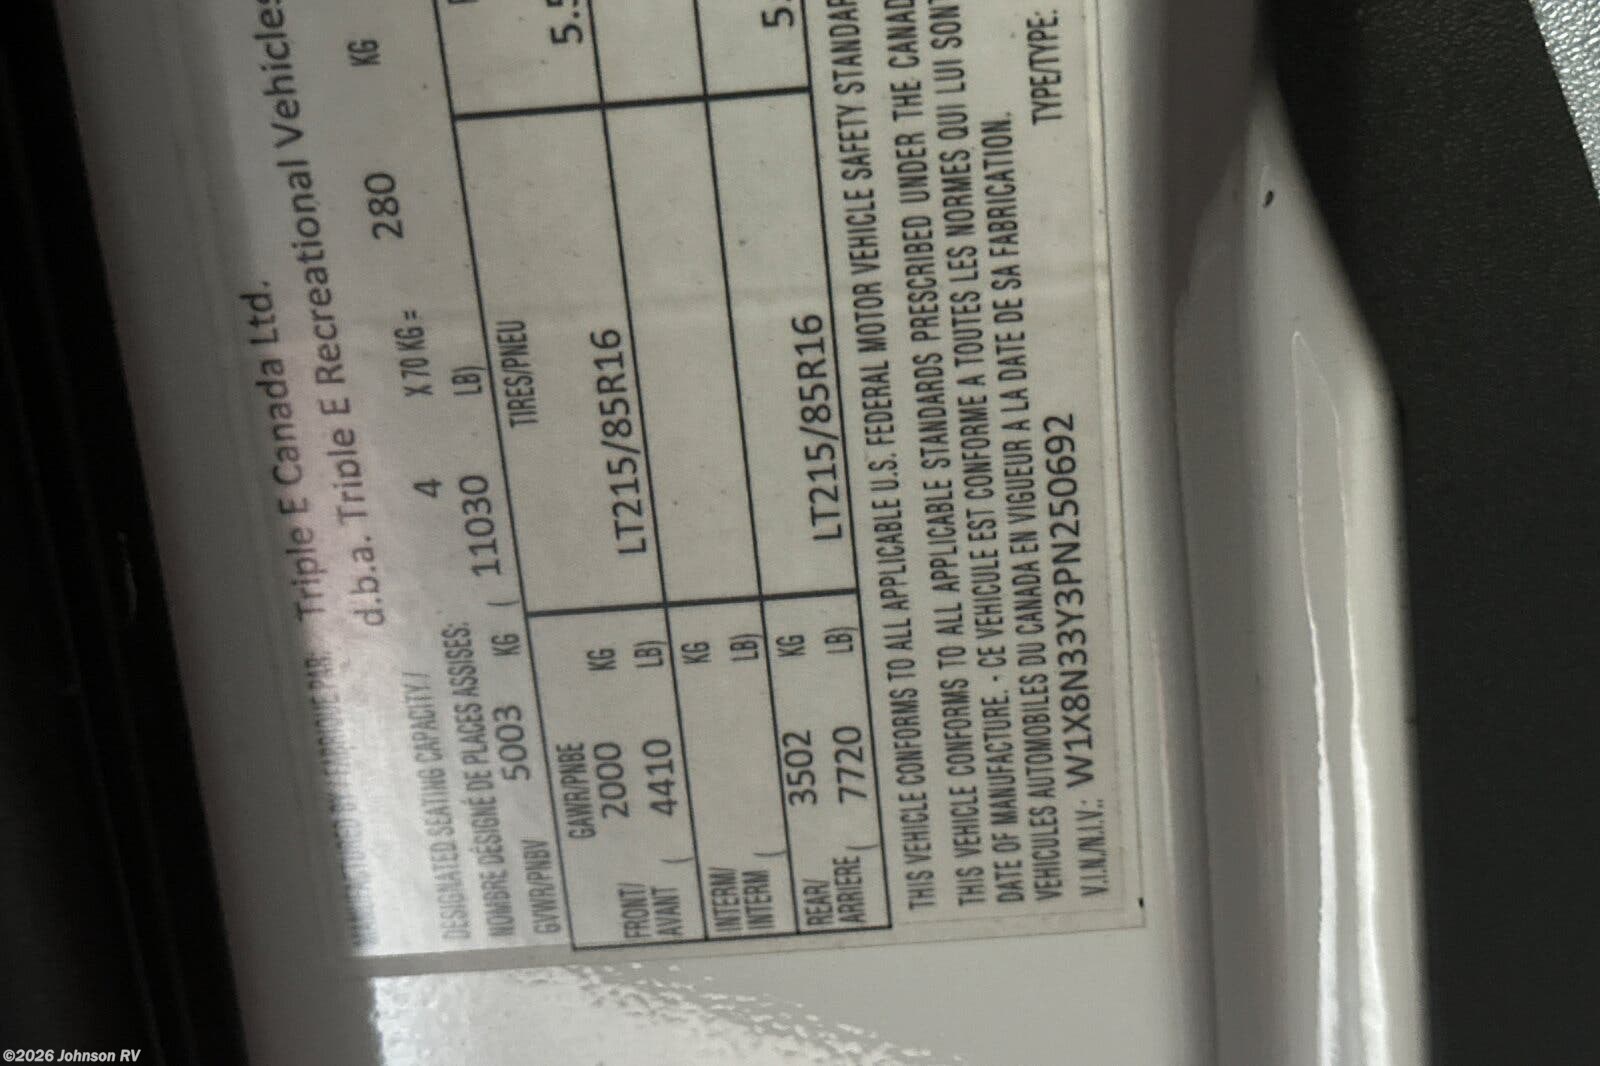 Triple E Canada Ltd.
d.b.a. Triple E Recreational Vehicles
DESIGNATED SEATING CAPACITY/
NOMBRE DÉSIGNÉ DE PLACES ASSISES: 4 X 70 KG = 280 KG
GVWR/PNBV 5003 KG ( 11030 LB)
GAWR/PNBE TIRES/PNEU
FRONT/ 2000 KG LT215/85R16 5.5
AVANT ( 4410 LB)
INTERM/ KG
INTERM ( LB)
REAR/ 3502 KG LT215/85R16 5.
ARRIERE ( 7720 LB)
THIS VEHICLE CONFORMS TO ALL APPLICABLE U.S. FEDERAL MOTOR VEHICLE SAFETY STANDAR
THIS VEHICLE CONFORMS TO ALL APPLICABLE STANDARDS PRESCRIBED UNDER THE CANAD
DATE OF MANUFACTURE. - CE VEHICULE EST CONFORME A TOUTES LES NORMES QUI LUI SONT
VEHICULES AUTOMOBILES DU CANADA EN VIGUEUR A LA DATE DE SA FABRICATION.
V.I.N./N.I.V.: W1X8N33Y3PN250692 TYPE/TYPE:
©2026 Johnson RV